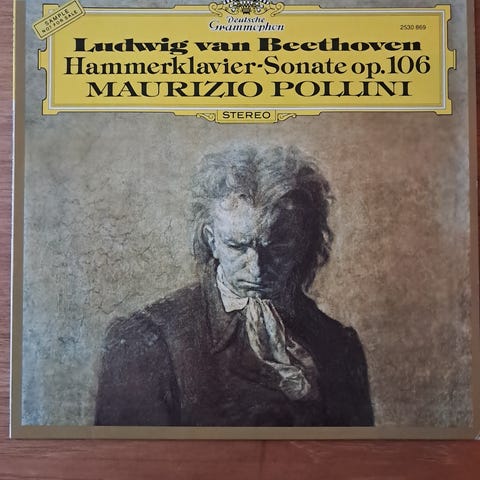 SAMPLE
NOT FOR SALE
Deutsche
Grammophon
2530 869
Ludwig van Beethoven
Hammerklavier-Sonate op.106
MAURIZIO POLLINI
STEREO